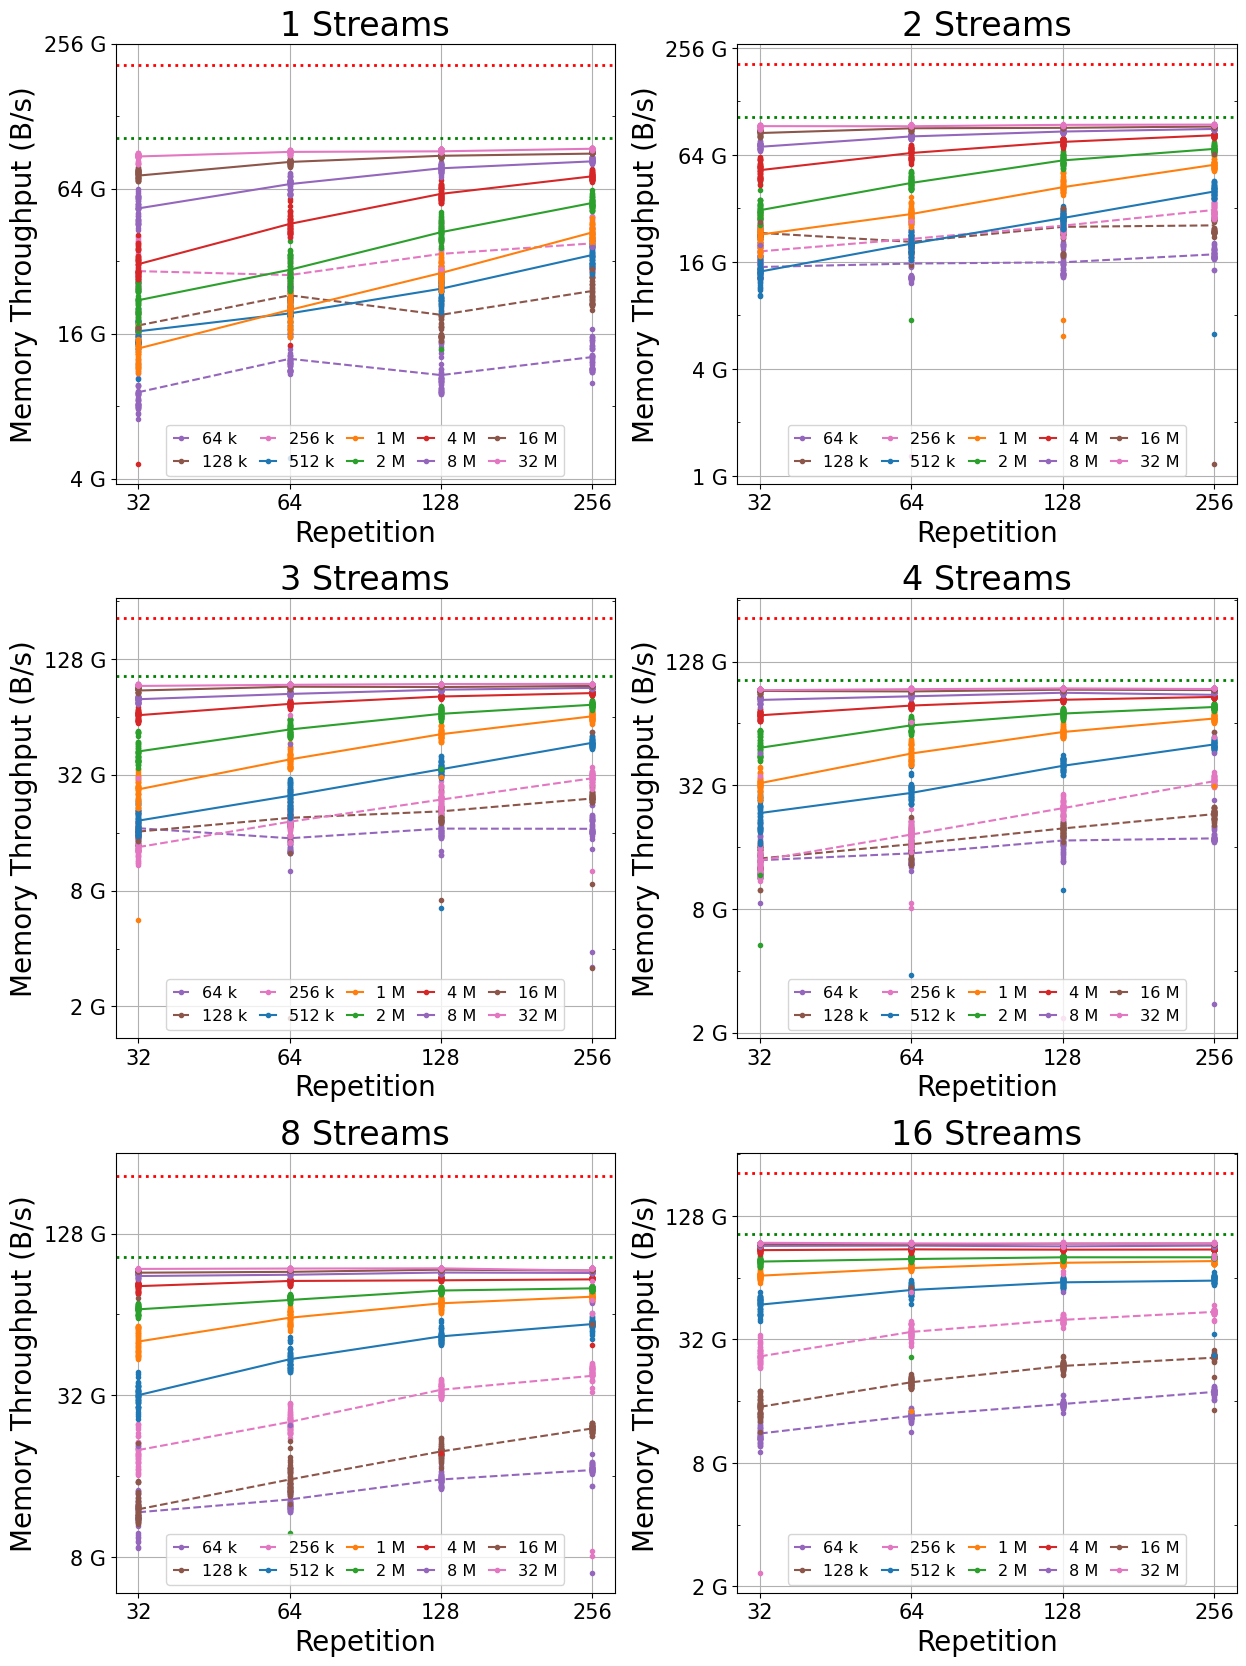 1 Streams
256 G
64 G
16 G
4 G
Memory Throughput (B/s)
64 k
256 k
1 M
4 M
16 M
128 k
512 k
2 M
8 M
32 M
32
64
128
256
Repetition
2 Streams
256 G
64 G
16 G
4 G
1 G
Memory Throughput (B/s)
64 k
256 k
1 M
4 M
16 M
128 k
512 k
2 M
8 M
32 M
32
64
128
256
Repetition
3 Streams
128 G
32 G
8 G
2 G
Memory Throughput (B/s)
64 k
256 k
1 M
4 M
16 M
128 k
512 k
2 M
8 M
32 M
32
64
128
256
Repetition
4 Streams
128 G
32 G
8 G
2 G
Memory Throughput (B/s)
64 k
256 k
1 M
4 M
16 M
128 k
512 k
2 M
8 M
32 M
32
64
128
256
Repetition
8 Streams
128 G
32 G
8 G
Memory Throughput (B/s)
64 k
256 k
1 M
4 M
16 M
128 k
512 k
2 M
8 M
32 M
32
64
128
256
Repetition
16 Streams
128 G
32 G
8 G
2 G
Memory Throughput (B/s)
64 k
256 k
1 M
4 M
16 M
128 k
512 k
2 M
8 M
32 M
32
64
128
256
Repetition